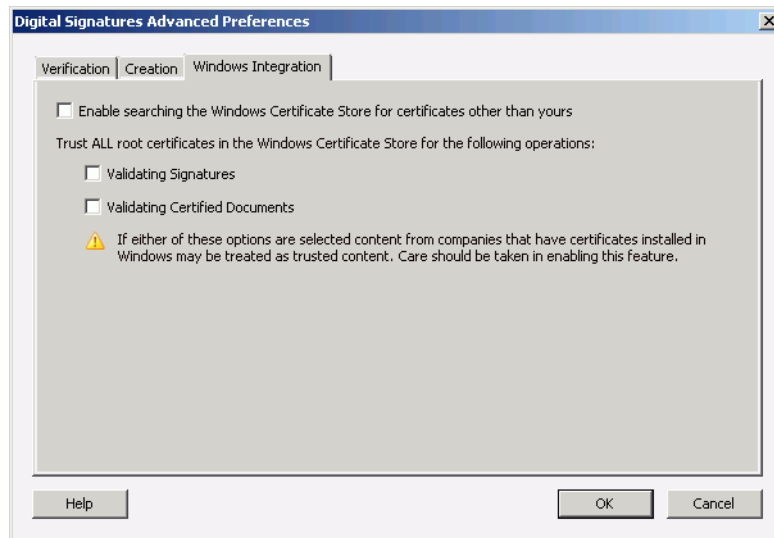 Digital Signatures Advanced Preferences
Verification Creation Windows Integration
Enable searching the Windows Certificate Store for certificates other than yours
Trust ALL root certificates in the Windows Certificate Store for the following operations:
Validating Signatures
Validating Certified Documents
If either of these options are selected content from companies that have certificates installed in
Windows may be treated as trusted content. Care should be taken in enabling this feature.
Help OK Cancel